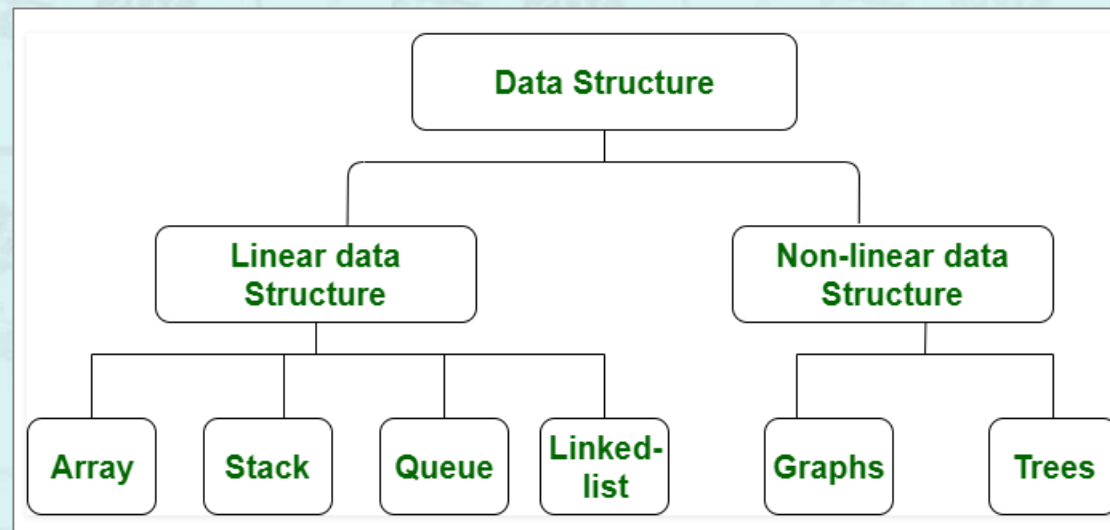 Data Structure
Linear data
Structure
Non-linear data
Structure
Array
Stack
Queue
Linked-
list
Graphs
Trees